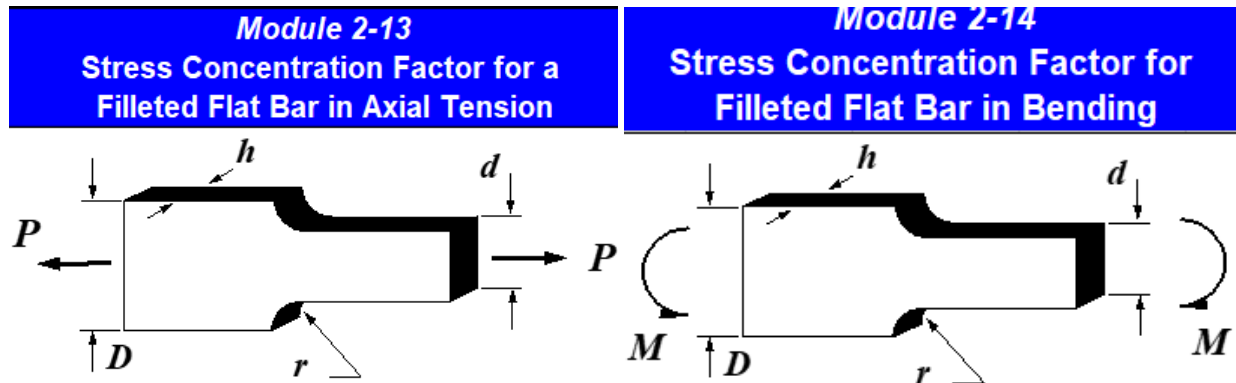 Module 2-13
Stress Concentration Factor for a
Filleted Flat Bar in Axial Tension
h
d
P
P
D
r
Module 2-14
Stress Concentration Factor for
Filleted Flat Bar in Bending
h
d
M
D
r
M